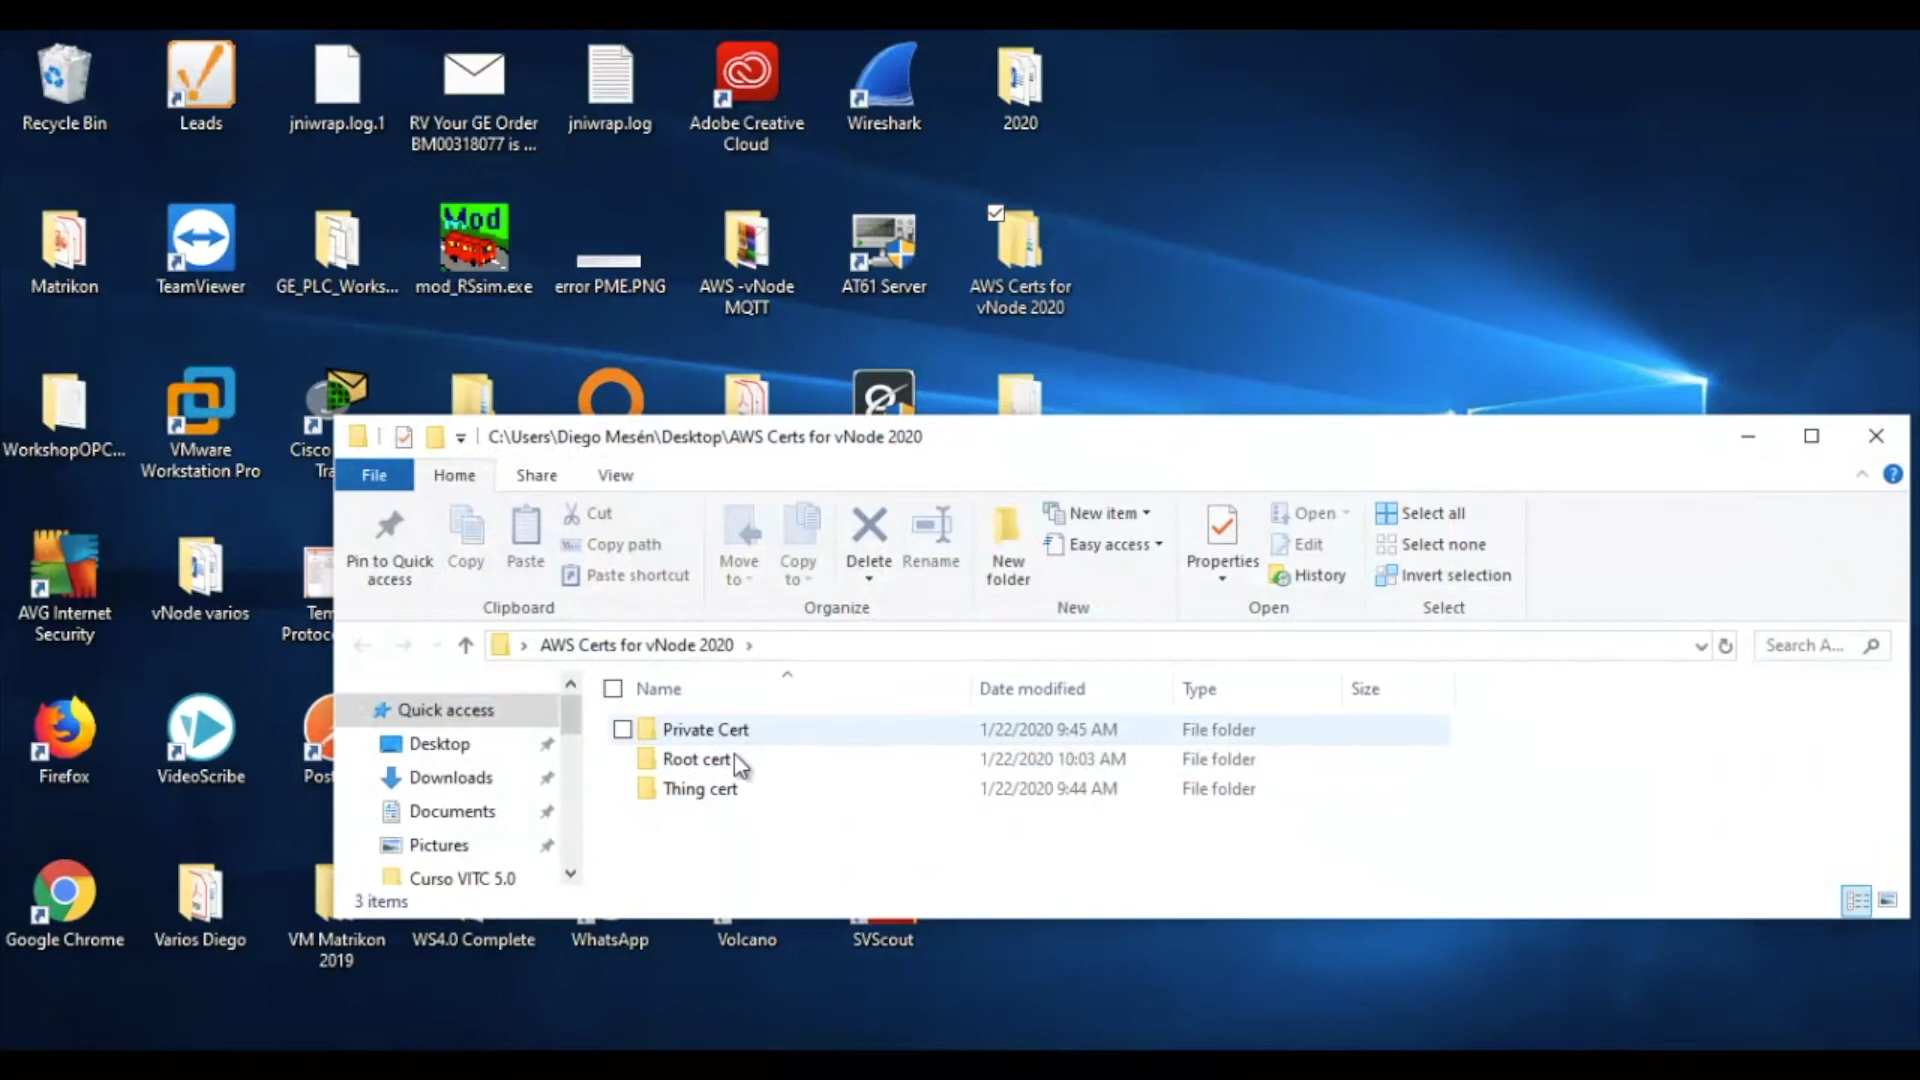 Recycle Bin
Leads
jniwrap.log.1
RV Your GE Order
BM00318077 is ...
jniwrap.log
Adobe Creative
Cloud
Wireshark
2020
Matrikon
TeamViewer
GE_PLC_Works...
Mod
mod_RSsim.exe
error PME.PNG
AWS -vNode
MQTT
AT61 Server
AWS Certs for
vNode 2020
WorkshopOPC...
VMware
Workstation Pro
Cisco
Tra
AVG Internet
Security
vNode varios
Tem
Protoco
Firefox
VideoScribe
Post
Google Chrome
Varios Diego
VM Matrikon
2019
WS4.0 Complete
WhatsApp
Volcano
SVScout
C:\Users\Diego Mesén\Desktop\AWS Certs for vNode 2020
File
Home
Share
View
Pin to Quick
access
Copy
Paste
Cut
Copy path
Paste shortcut
Clipboard
Move
to
Copy
to
Delete
Rename
Organize
New
folder
New item
Easy access
New
Properties
Open
Edit
History
Open
Select all
Select none
Invert selection
Select
AWS Certs for vNode 2020
Search A...
Quick access
Desktop
Downloads
Documents
Pictures
Curso VITC 5.0
Name Date modified Type Size
Private Cert 1/22/2020 9:45 AM File folder
Root cert 1/22/2020 10:03 AM File folder
Thing cert 1/22/2020 9:44 AM File folder
3 items